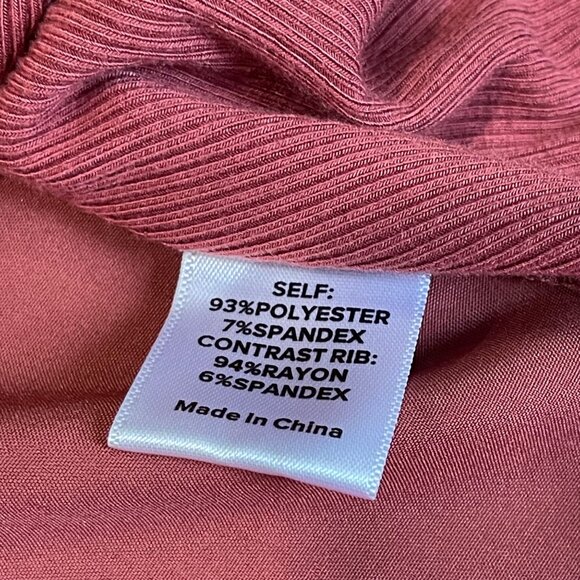 SELF:
93%POLYESTER
7%SPANDEX
CONTRAST RIB:
94%RAYON
6%SPANDEX
Made In China